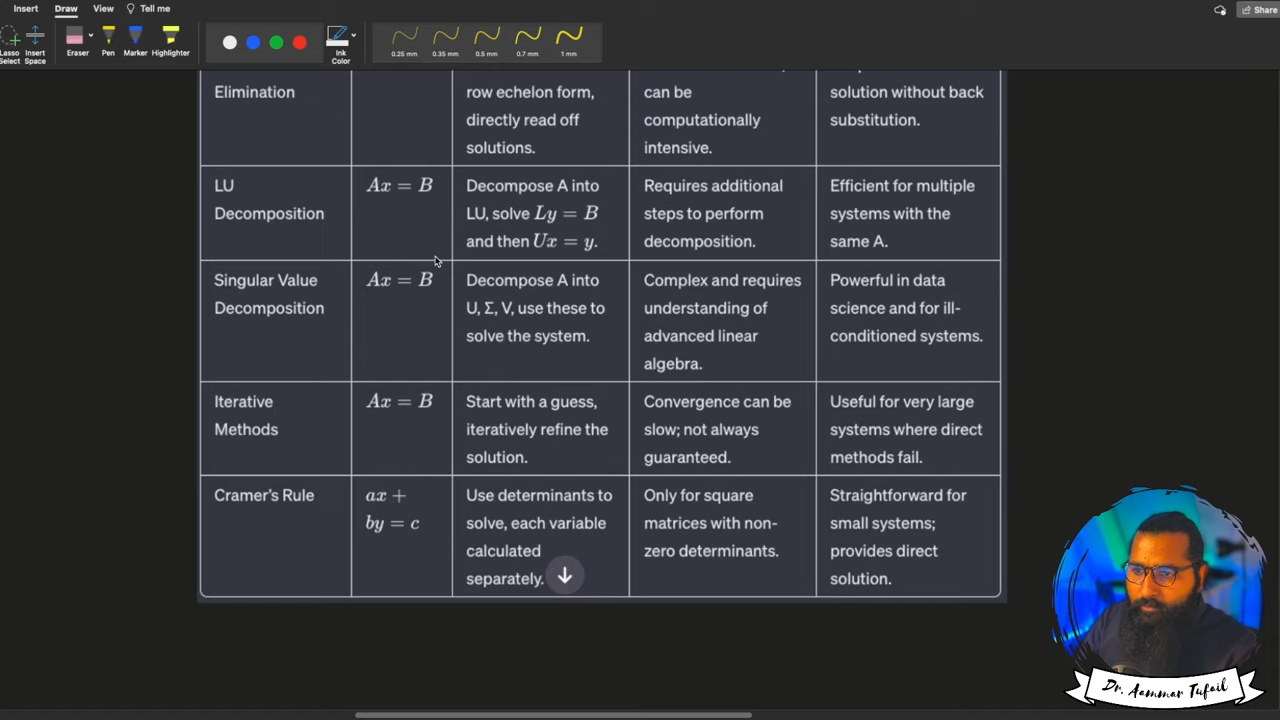 Insert Draw View Tell me
Share
Lasso Select
Insert Space
Eraser
Pen
Marker
Highlighter
Ink Color
0.25 mm
0.35 mm
0.5 mm
0.7 mm
1 mm
Elimination
row echelon form,
directly read off
solutions.
can be
computationally
intensive.
solution without back
substitution.
LU
Decomposition
Ax = B
Decompose A into
LU, solve Ly = B
and then Ux = y.
Requires additional
steps to perform
decomposition.
Efficient for multiple
systems with the
same A.
Singular Value
Decomposition
Ax = B
Decompose A into
U, Σ, V, use these to
solve the system.
Complex and requires
understanding of
advanced linear
algebra.
Powerful in data
science and for ill-
conditioned systems.
Iterative
Methods
Ax = B
Start with a guess,
iteratively refine the
solution.
Convergence can be
slow; not always
guaranteed.
Useful for very large
systems where direct
methods fail.
Cramer's Rule
ax +
by = c
Use determinants to
solve, each variable
calculated
separately.
Only for square
matrices with non-
zero determinants.
Straightforward for
small systems;
provides direct
solution.
Dr. Aammar Tufail